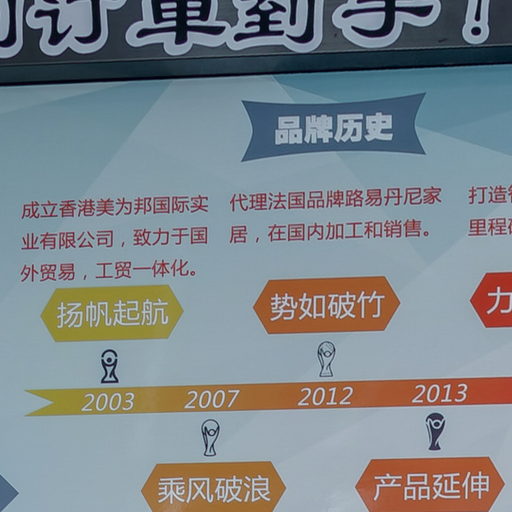 订单到手！
品牌历史
成立香港美为邦国际实
业有限公司，致力于国
外贸易，工贸一体化。
代理法国品牌路易丹尼家
居，在国内加工和销售。
打造
里程
扬帆起航
势如破竹
力
2003 2007 2012 2013
乘风破浪
产品延伸